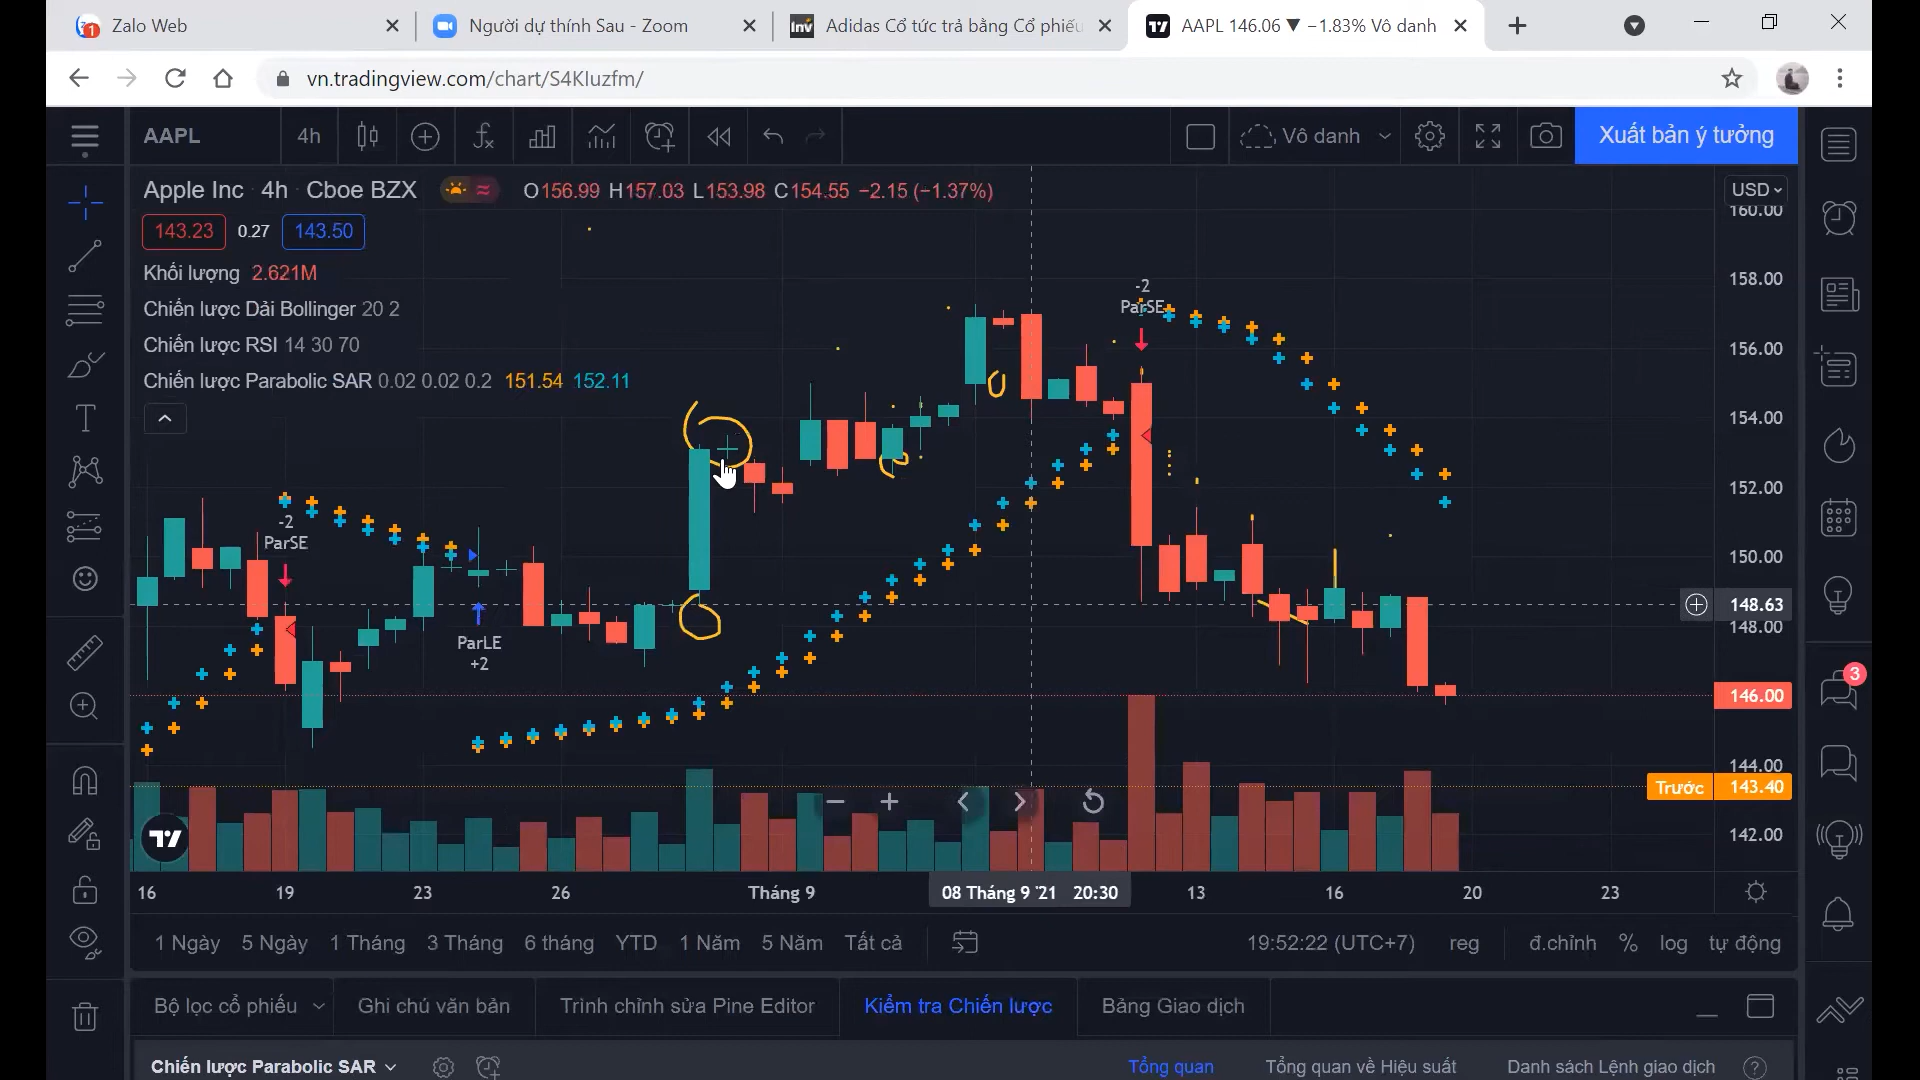 Zalo Web
Người dự thính Sau - Zoom
Adidas Cổ tức trả bằng Cổ phiếu
AAPL 146.06 ▼ −1.83% Vô danh
vn.tradingview.com/chart/S4KIuzfm/
AAPL
4h
Vô danh
Xuất bản ý tưởng
Apple Inc 4h Cboe BZX
O156.99 H157.03 L153.98 C154.55 −2.15 (−1.37%)
USD
160.00
143.23 0.27 143.50
Khối lượng 2.621M
Chiến lược Dải Bollinger 20 2
Chiến lược RSI 14 30 70
Chiến lược Parabolic SAR 0.02 0.02 0.2 151.54 152.11
-2
ParSE
-2
ParSE
ParLE
+2
158.00
156.00
154.00
152.00
150.00
148.63
148.00
146.00
144.00
Trước 143.40
142.00
16 19 23 26 Tháng 9 08 Tháng 9 '21 20:30 13 16 20 23
1 Ngày 5 Ngày 1 Tháng 3 Tháng 6 tháng YTD 1 Năm 5 Năm Tất cả
19:52:22 (UTC+7) reg đ.chỉnh % log tự động
Bộ lọc cổ phiếu Ghi chú văn bản Trình chỉnh sửa Pine Editor Kiểm tra Chiến lược Bảng Giao dịch
Chiến lược Parabolic SAR Tổng quan Tổng quan về Hiệu suất Danh sách Lệnh giao dịch
3
1